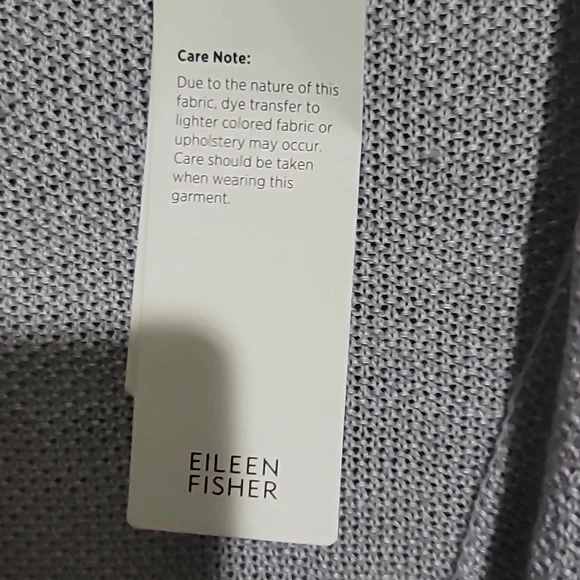 Care Note:
Due to the nature of this
fabric, dye transfer to
lighter colored fabric or
upholstery may occur.
Care should be taken
when wearing this
garment.
EILEEN
FISHER